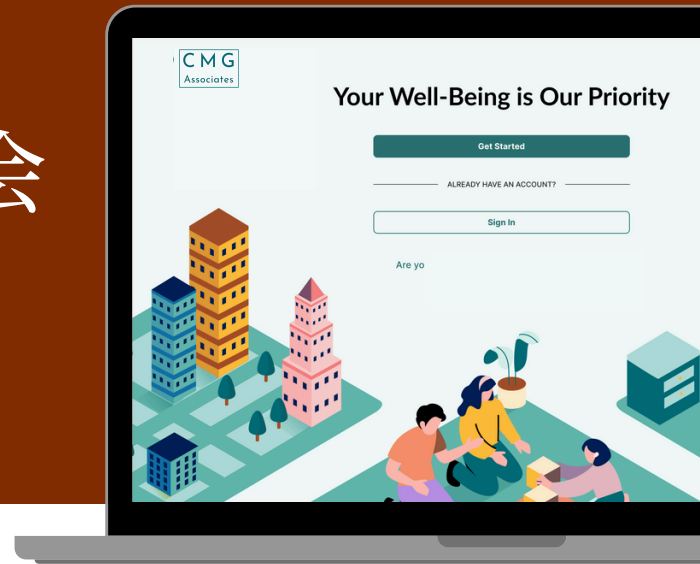 CMG
Associates
Your Well-Being is Our Priority
Get Started
ALREADY HAVE AN ACCOUNT?
Sign In
Are yo